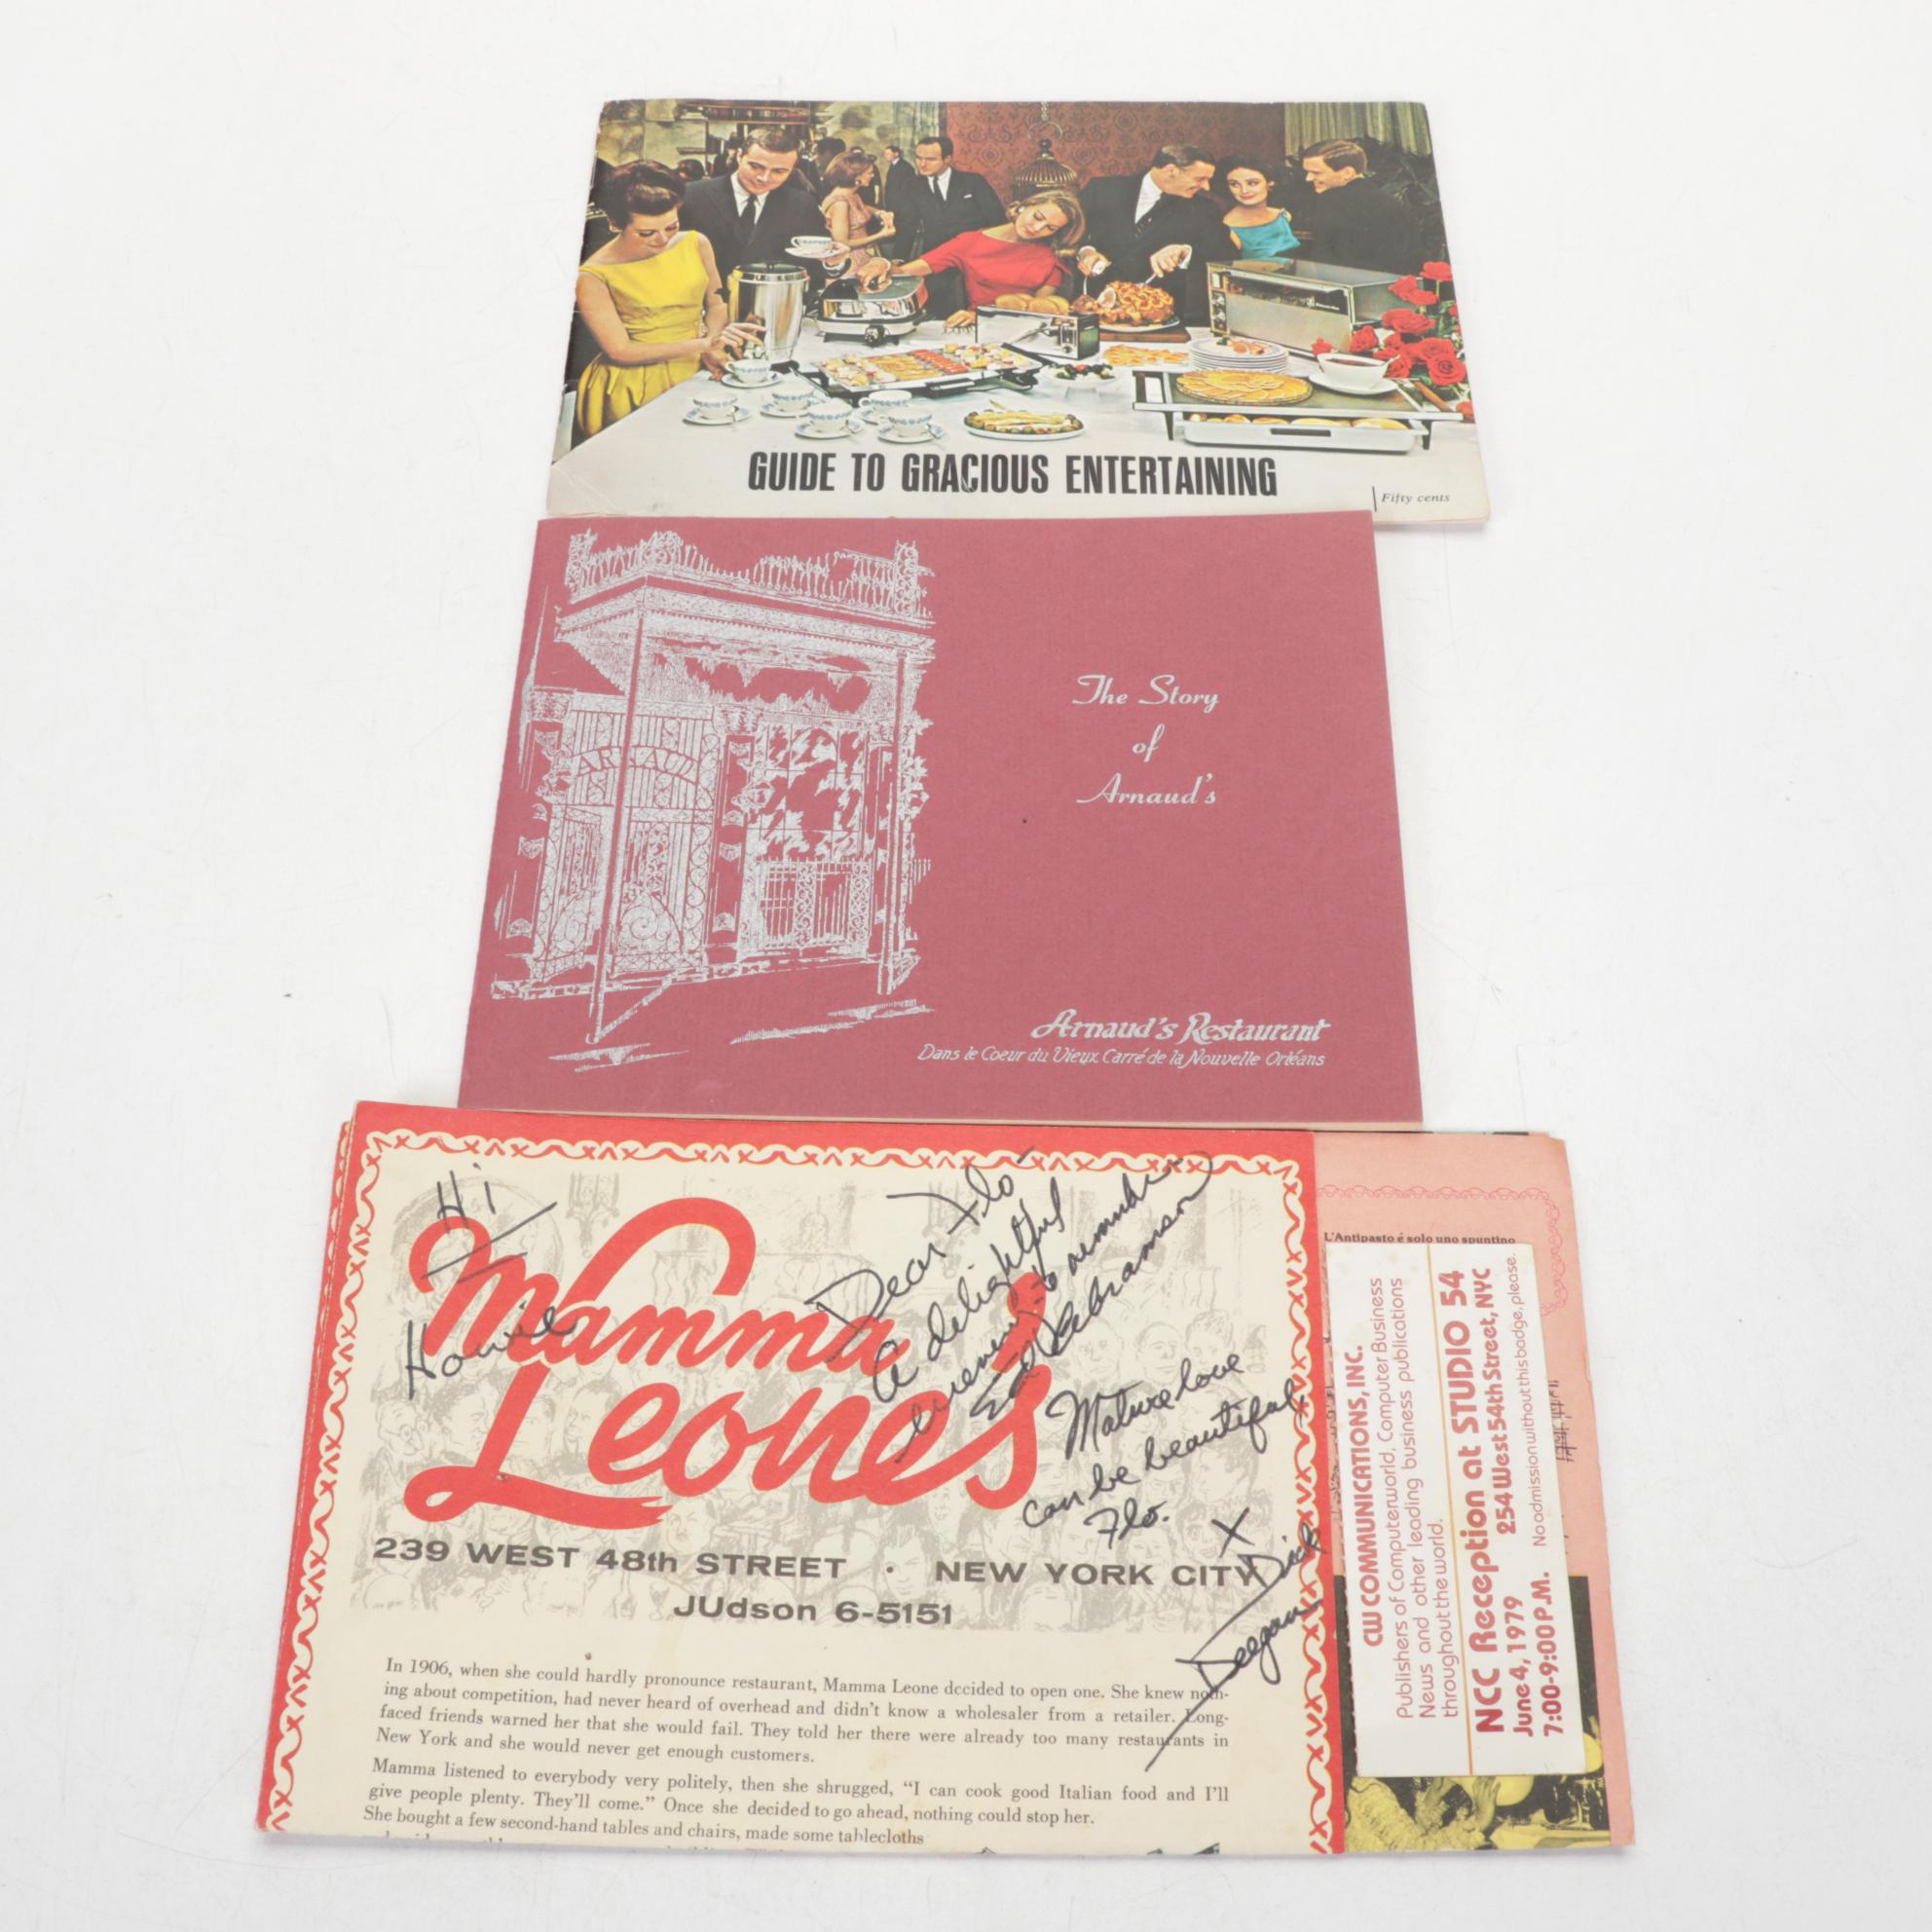 GUIDE TO GRACIOUS ENTERTAINING
Fifty cents
ARNAUD
The Story
of
Arnaud's
Arnaud's Restaurant
Dans le Coeur du Vieux Carré de la Nouvelle Orléans
Hi
Howie
Dear Flo
a delightful
evening to remember
Ed Abramson
Mamma
Leone's
Mature love
can be beautiful
Flo.
X
Dick
Deegan
239 WEST 48th STREET · NEW YORK CITY
JUdson 6-5151
In 1906, when she could hardly pronounce restaurant, Mamma Leone decided to open one. She knew noth-
ing about competition, had never heard of overhead and didn't know a wholesaler from a retailer. Long-
faced friends warned her that she would fail. They told her there were already too many restaurants in
New York and she would never get enough customers.
Mamma listened to everybody very politely, then she shrugged, "I can cook good Italian food and I'll
give people plenty. They'll come." Once she decided to go ahead, nothing could stop her.
She bought a few second-hand tables and chairs, made some tablecloths
L'Antipasto é solo uno spuntino
CW COMMUNICATIONS, INC.
Publishers of Computerworld, Computer Business
News and other leading business publications
throughout the world.
NCC Reception at STUDIO 54
June 4, 1979 254 West 54th Street, NYC
7:00-9:00 P.M. No admission without this badge, please.